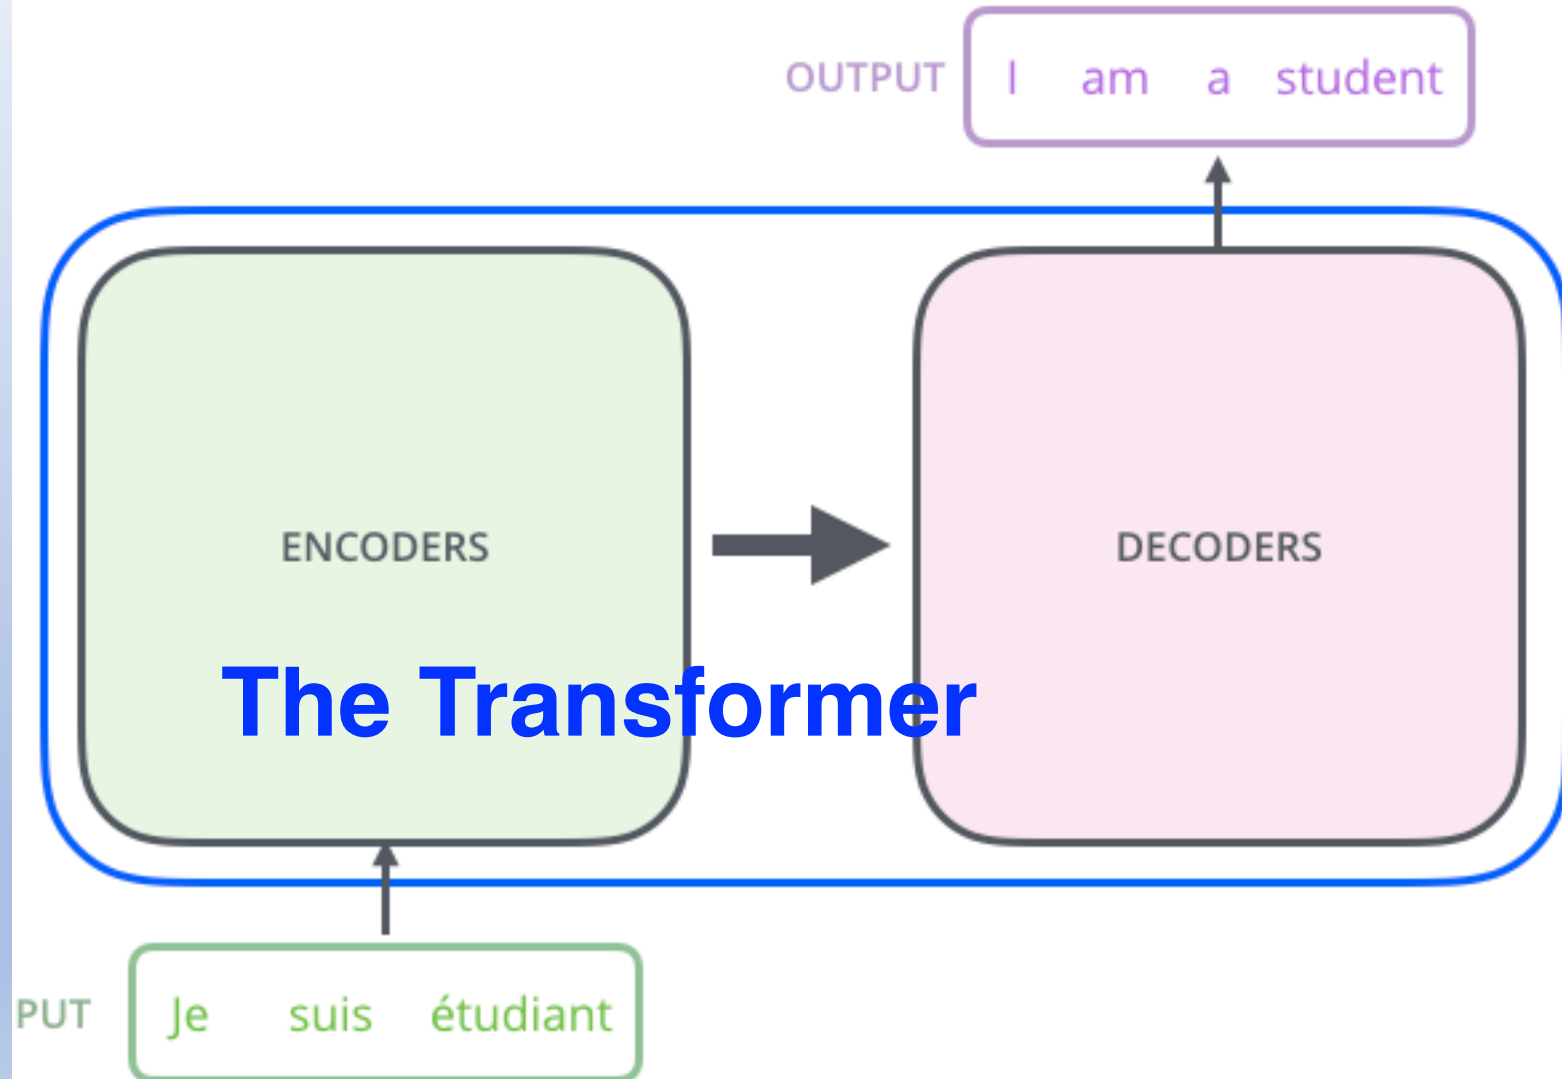 OUTPUT I am a student
ENCODERS
DECODERS
The Transformer
PUT Je suis étudiant